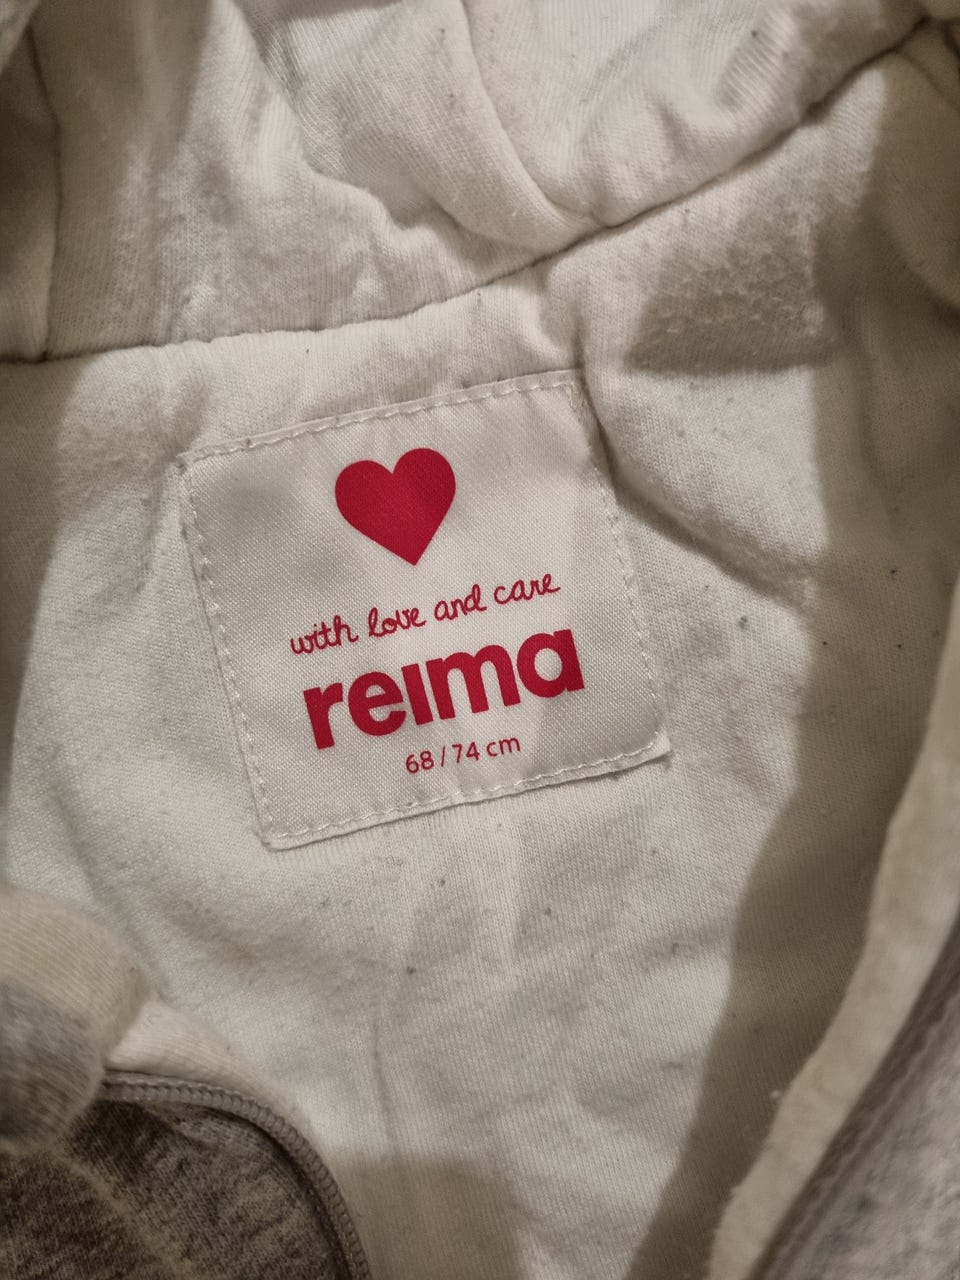 with love and care
reima
68/74 cm